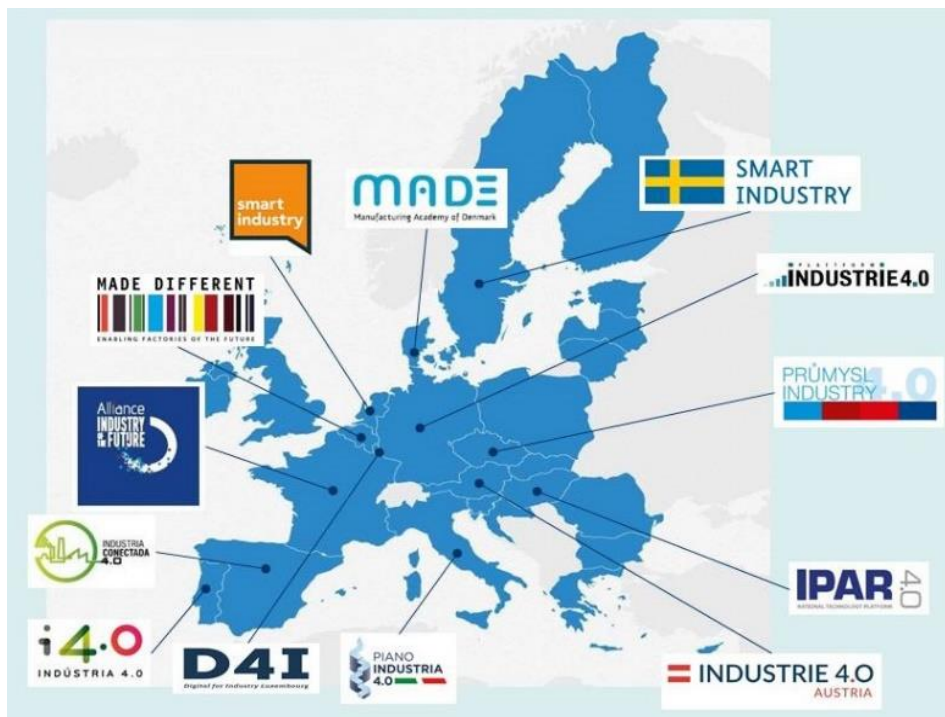 smart
industry
MADE
Manufacturing Academy of Denmark
SMART
INDUSTRY
MADE DIFFERENT
ENABLING FACTORIES OF THE FUTURE
PLATTFORM
INDUSTRIE4.0
PRŮMYSL
INDUSTRY 4.0
Alliance
INDUSTRY
OF THE FUTURE
INDUSTRIA
CONECTADA
4.0
IPAR 4.0
NATIONAL TECHNOLOGY PLATFORM
i4.0
INDÚSTRIA 4.0
D4I
Digital for Industry Luxembourg
PIANO
INDUSTRIA
4.0
INDUSTRIE 4.0
AUSTRIA